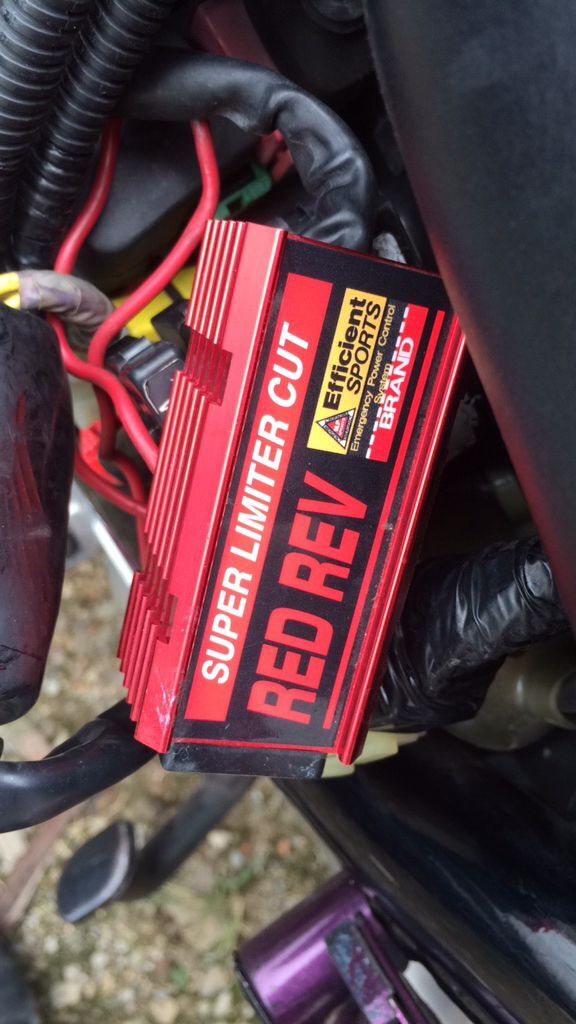 SUPER LIMITER CUT
RED REV
Efficient
SPORTS
Emergency Power Control
System
BRAND